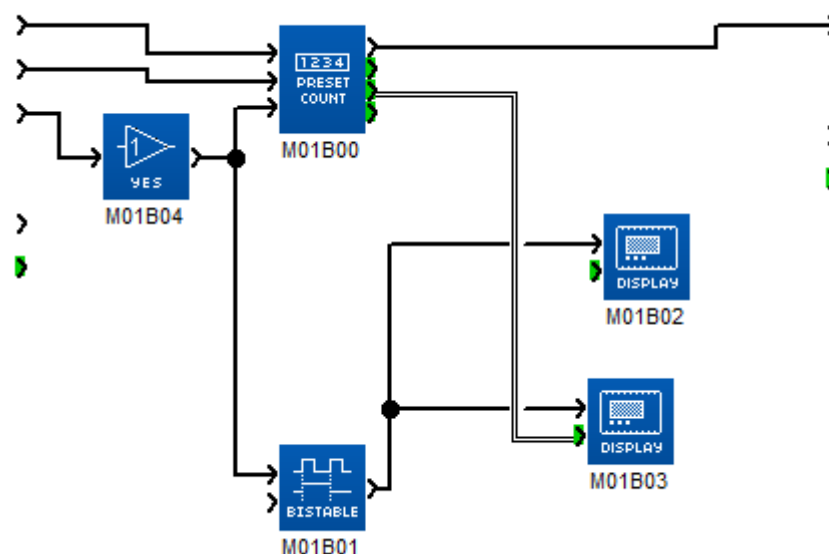 1234
PRESET
COUNT
M01B00
1
YES
M01B04
DISPLAY
M01B02
DISPLAY
M01B03
BISTABLE
M01B01